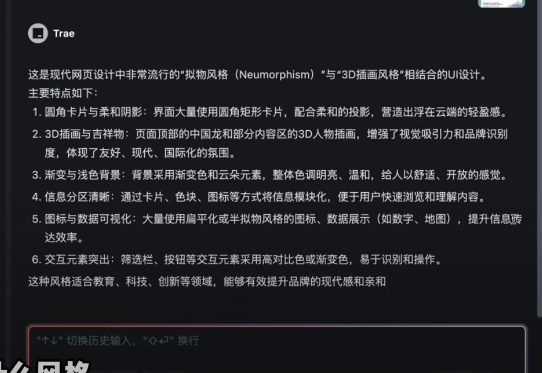 Trae
这是现代网页设计中非常流行的“拟物风格（Neumorphism）”与“3D插画风格”相结合的UI设计。
主要特点如下：
1. 圆角卡片与柔和阴影：界面大量使用圆角矩形卡片，配合柔和的投影，营造出浮在云端的轻盈感。
2. 3D插画与吉祥物：页面顶部的中国龙和部分内容区的3D人物插画，增强了视觉吸引力和品牌识别
度，体现了友好、现代、国际化的氛围。
3. 渐变与浅色背景：背景采用渐变色和云朵元素，整体色调明亮、温和，给人以舒适、开放的感觉。
4. 信息分区清晰：通过卡片、色块、图标等方式将信息模块化，便于用户快速浏览和理解内容。
5. 图标与数据可视化：大量使用扁平化或半拟物风格的图标、数据展示（如数字、地图），提升信息传
达效率。
6. 交互元素突出：筛选栏、按钮等交互元素采用高对比色或渐变色，易于识别和操作。
这种风格适合教育、科技、创新等领域，能够有效提升品牌的现代感和亲和
"↑↓" 切换历史输入，"⇧⏎" 换行
什么风格